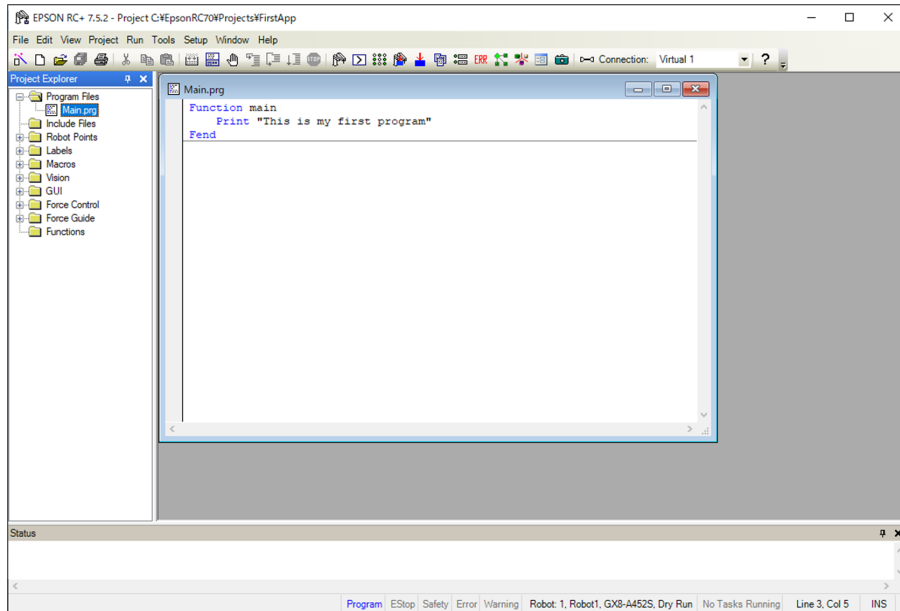 EPSON RC+ 7.5.2 - Project C:¥EpsonRC70¥Projects¥FirstApp
File Edit View Project Run Tools Setup Window Help
STOP ERR Connection: Virtual 1 ?
Project Explorer
Program Files
Main.prg
Include Files
Robot Points
Labels
Macros
Vision
GUI
Force Control
Force Guide
Functions
Main.prg
Function main
Print "This is my first program"
Fend
Status
Program EStop Safety Error Warning Robot: 1, Robot1, GX8-A452S, Dry Run No Tasks Running Line 3, Col 5 INS